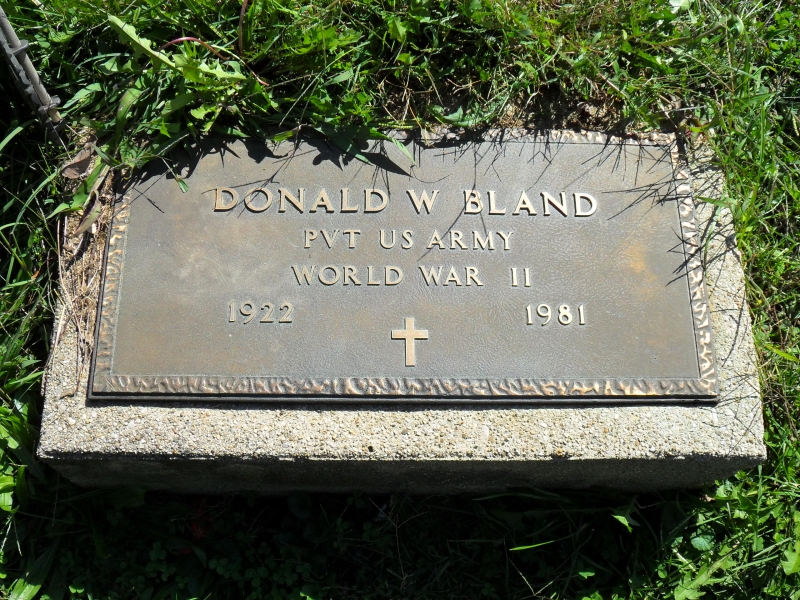 DONALD W BLAND
PVT US ARMY
WORLD WAR II
1922 1981